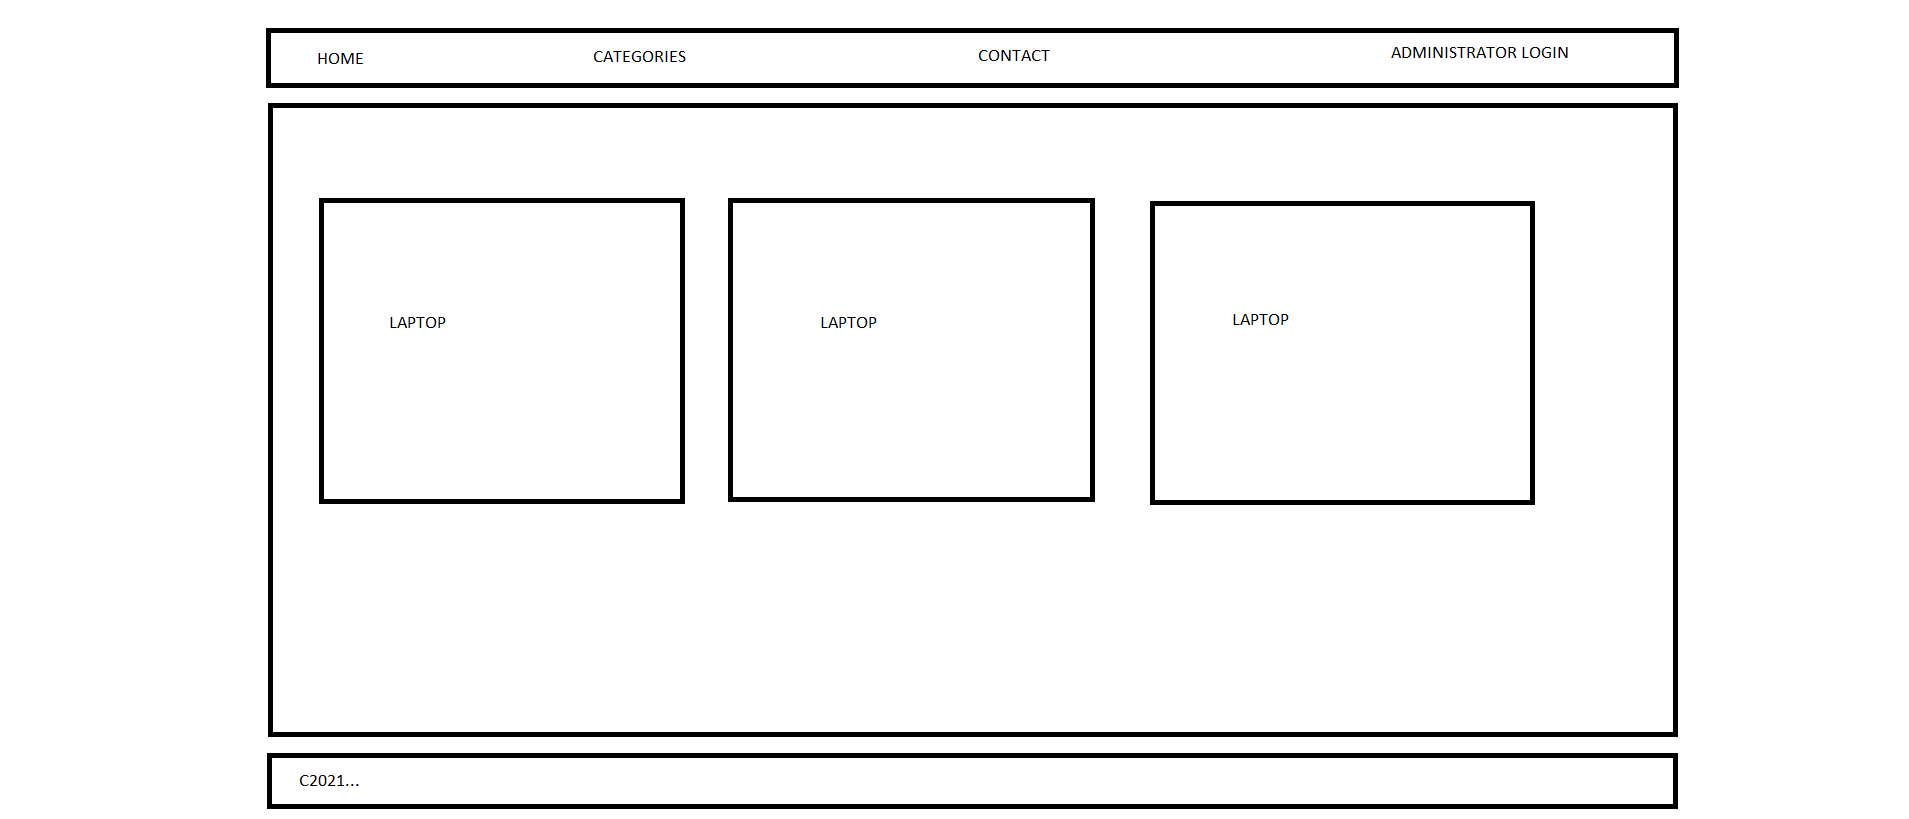 HOME
CATEGORIES
CONTACT
ADMINISTRATOR LOGIN
LAPTOP
LAPTOP
LAPTOP
C2021...